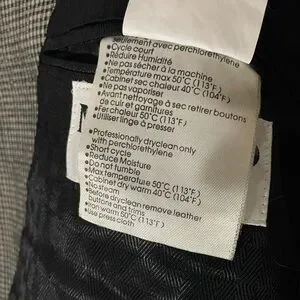 Seulement avec perchlorethylène
•Cycle court
•Réduire Humidité
•Ne pas sécher à la machine
•Température max 50°C (113°F)
•Cabinet sec chaleur 40°C (104°F)
•Ne pas vaporiser
•Avant nettoyage à sec retirer boutons
de cuir et garnitures
•Fer chaud 50°C (113°F)
•Utiliser linge à presser
•Professionally dryclean only
with perchlorethylene
•Short cycle
•Reduce Moisture
•Do not tumble
•Max temperature 50°C (113°F)
•Cabinet dry warm 40°C (104°F)
•No steam
•Before dryclean remove leather
buttons and trims
•Iron warm 50°C (113°F)
•Use press cloth